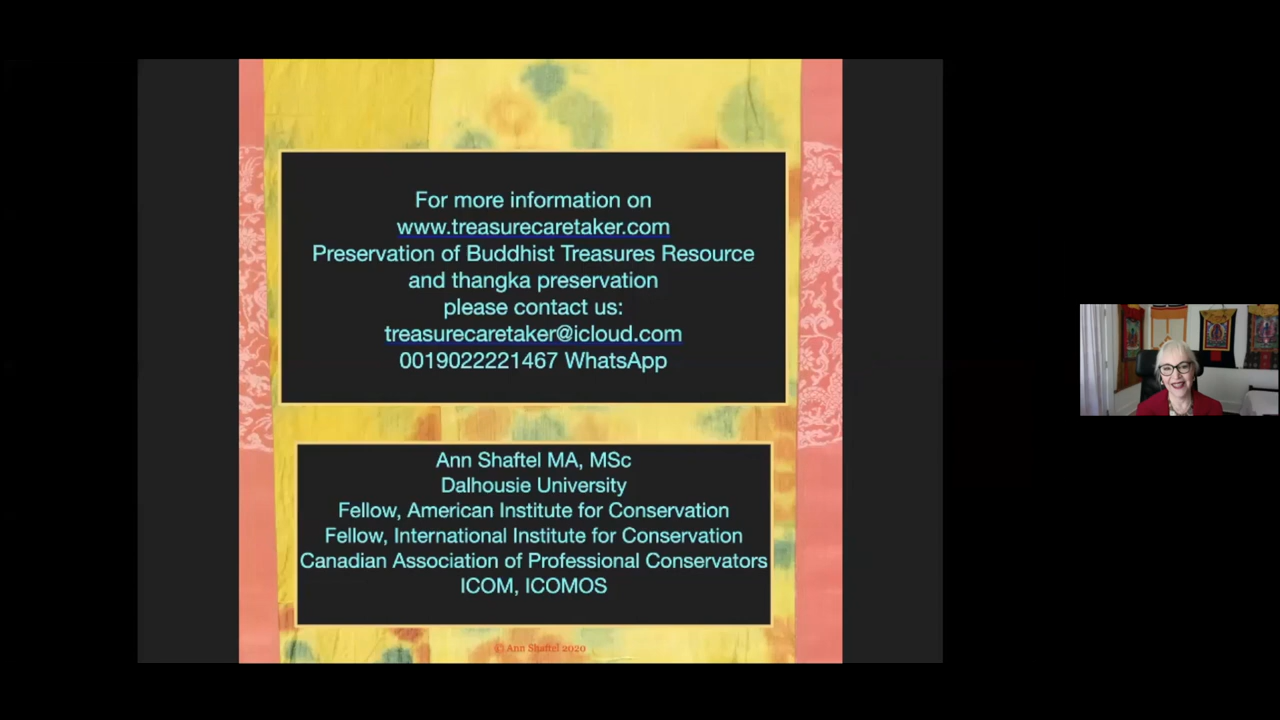 For more information on
www.treasurecaretaker.com
Preservation of Buddhist Treasures Resource
and thangka preservation
please contact us:
treasurecaretaker@icloud.com
0019022221467 WhatsApp
Ann Shaftel MA, MSc
Dalhousie University
Fellow, American Institute for Conservation
Fellow, International Institute for Conservation
Canadian Association of Professional Conservators
ICOM, ICOMOS
© Ann Shaftel 2020